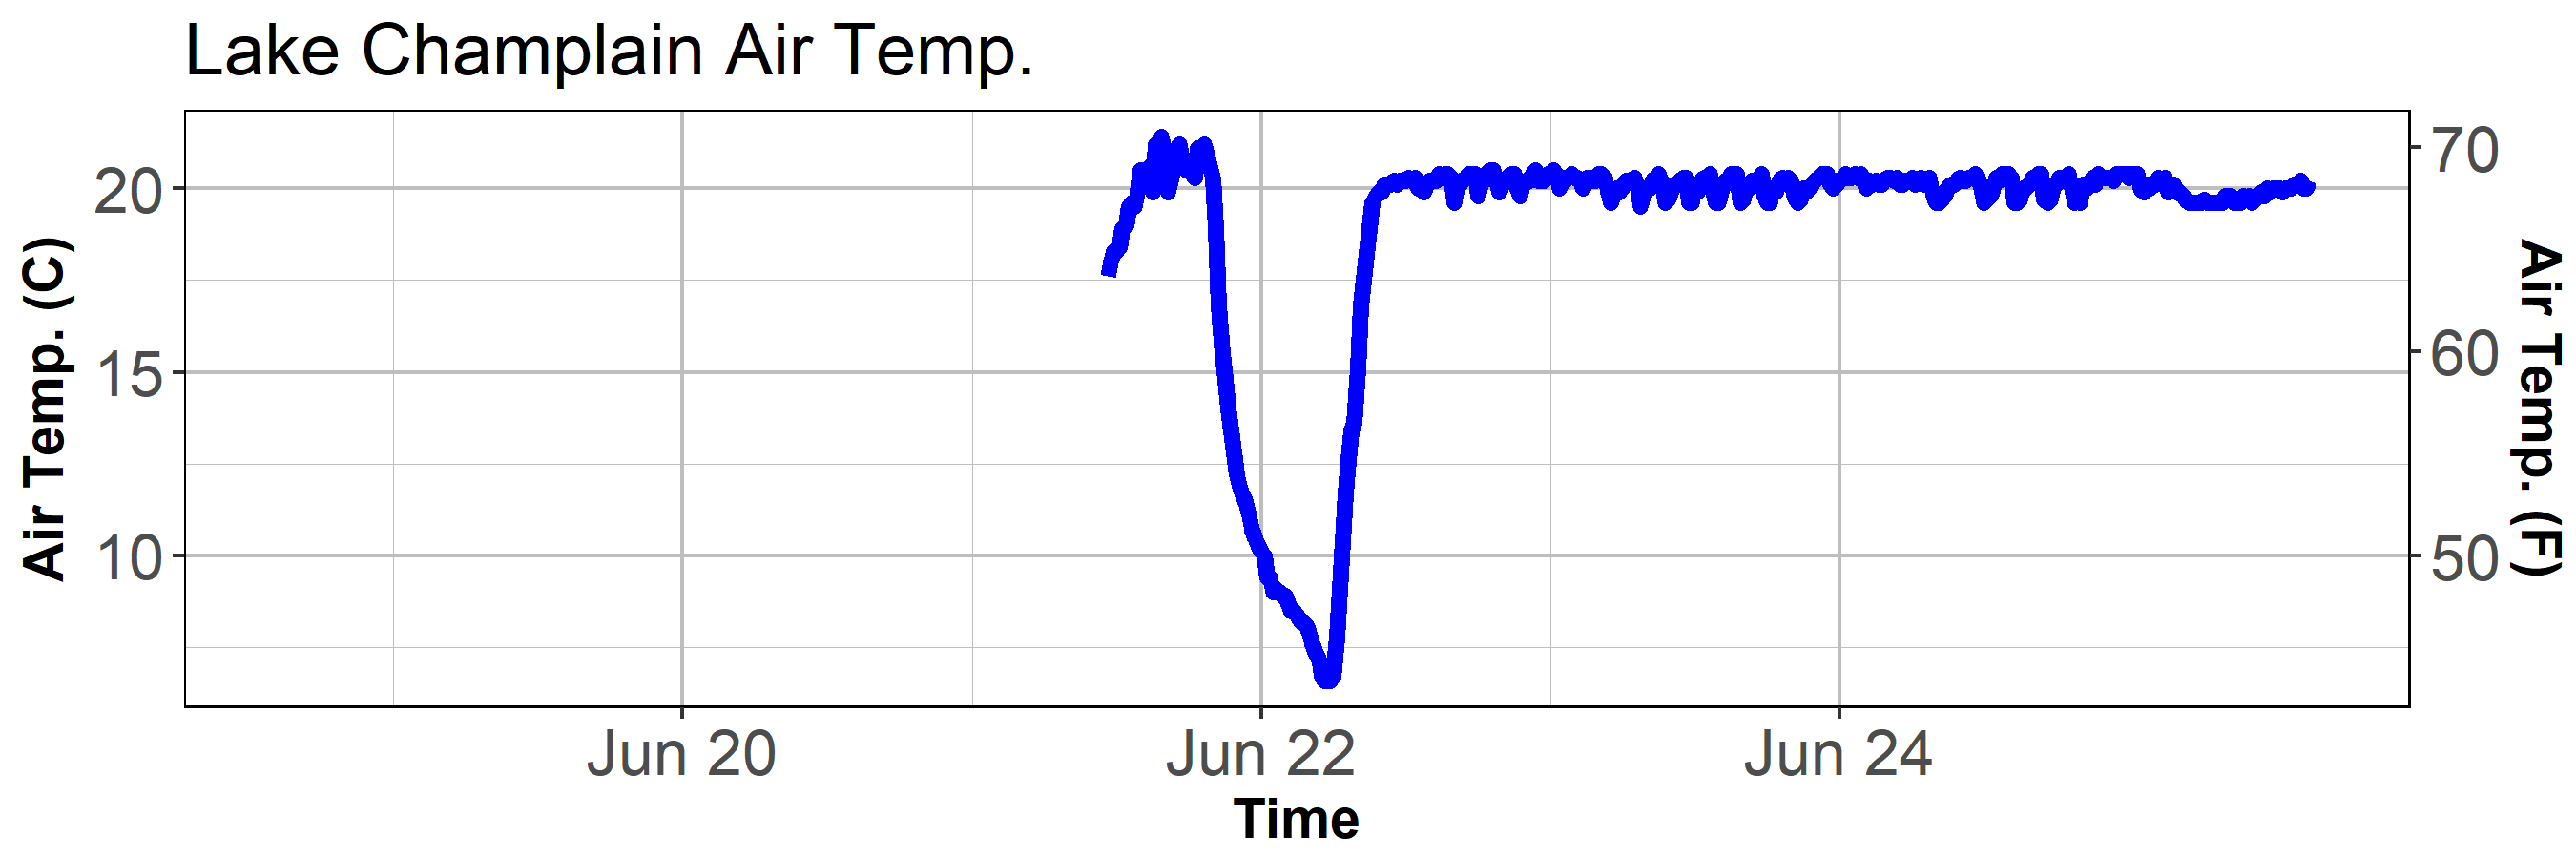 Lake Champlain Air Temp.
Air Temp. (C)
20
15
10
70
60
50
Air Temp. (F)
Jun 20 Jun 22 Jun 24
Time